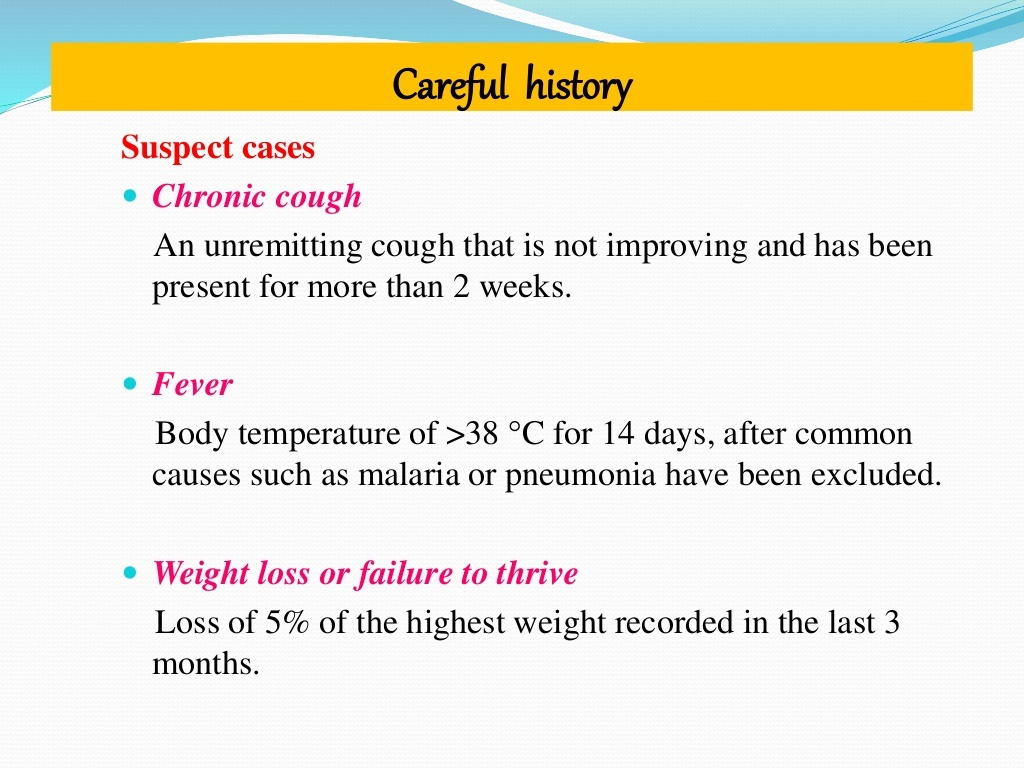 Careful history
Suspect cases
• Chronic cough
An unremitting cough that is not improving and has been
present for more than 2 weeks.
• Fever
Body temperature of >38 °C for 14 days, after common
causes such as malaria or pneumonia have been excluded.
• Weight loss or failure to thrive
Loss of 5% of the highest weight recorded in the last 3
months.